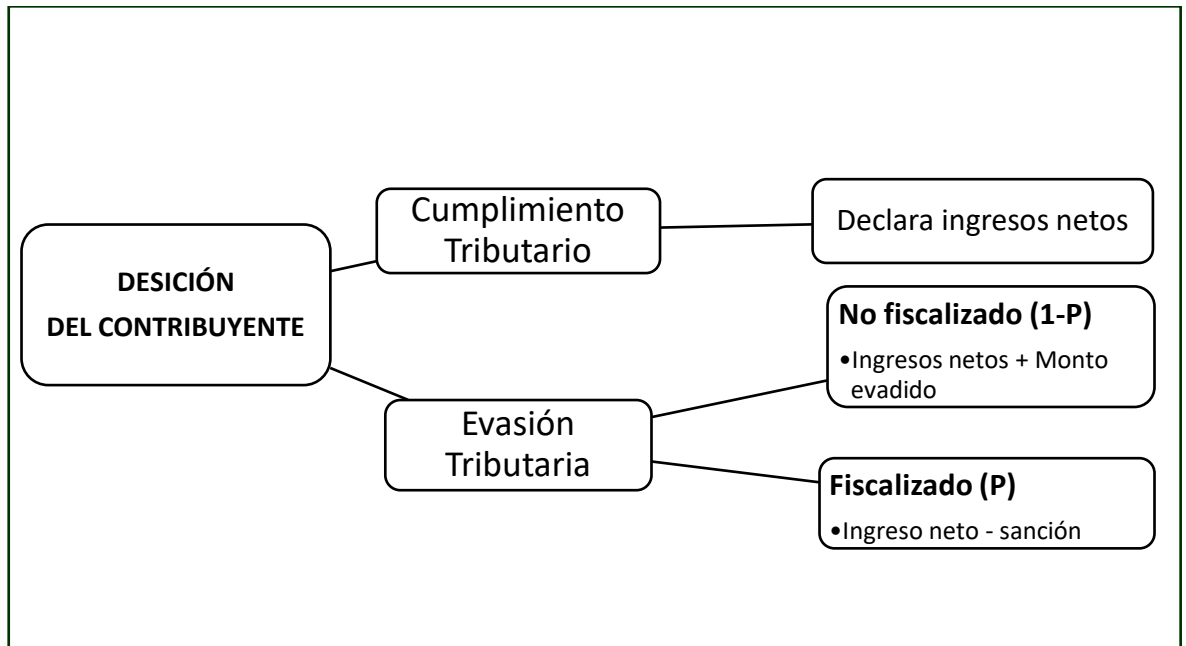 DESICIÓN
DEL CONTRIBUYENTE
Cumplimiento
Tributario
Declara ingresos netos
Evasión
Tributaria
No fiscalizado (1-P)
•Ingresos netos + Monto
evadido
Fiscalizado (P)
•Ingreso neto - sanción